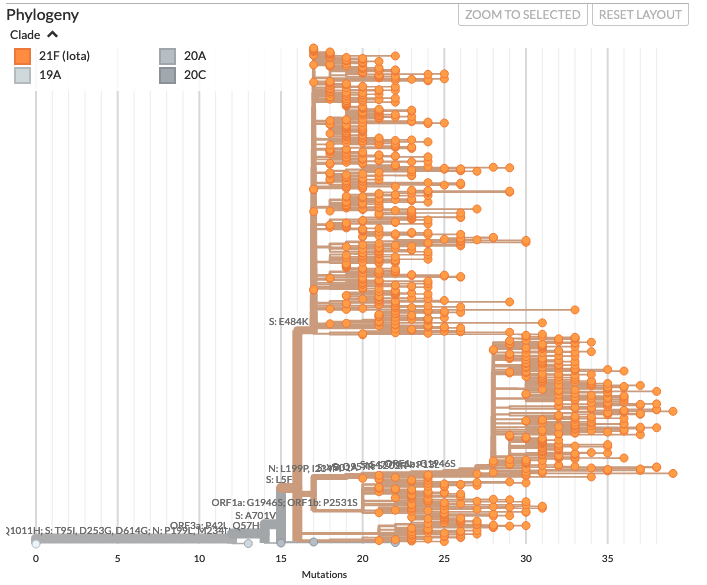 Phylogeny
ZOOM TO SELECTED
RESET LAYOUT
Clade
21F (Iota)
20A
19A
20C
S: E484K
ORF1a: G1946S
N: L199P,
S: L5F
ORF1a: G1946S; ORF1b: P2531S
S: A701V
ORF3a: P42L, Q57H
Q1011H; S: T95I, D253G, D614G; N: P199L, M234I
0 5 10 15 20 25 30 35
Mutations